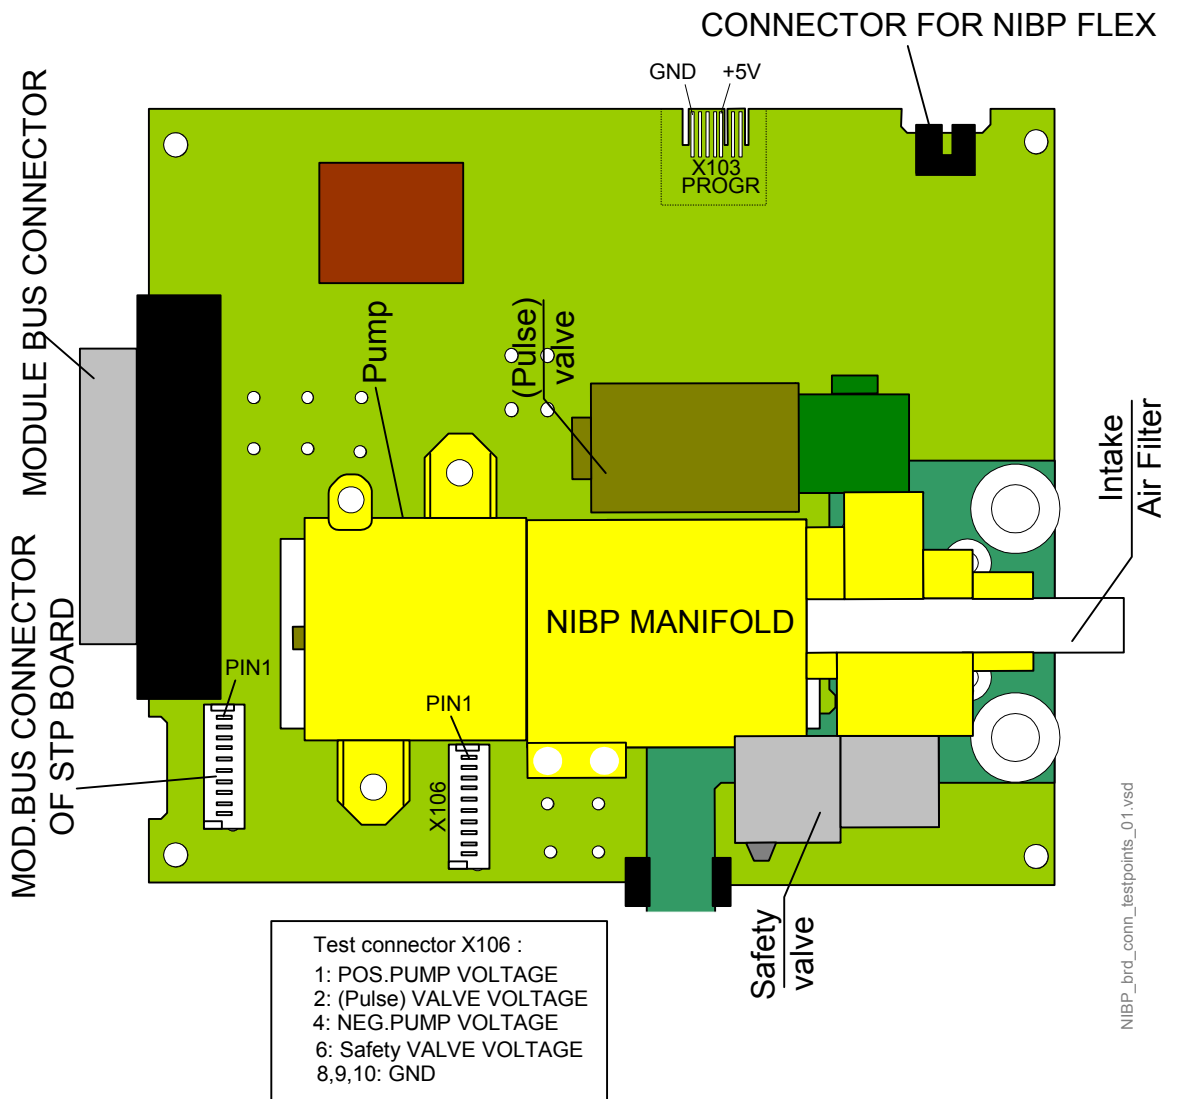 CONNECTOR FOR NIBP FLEX
GND +5V
X103
PROGR
MODULE BUS CONNECTOR
Pump
(Pulse)
valve
Intake
Air Filter
NIBP MANIFOLD
MOD.BUS CONNECTOR
OF STP BOARD
PIN1
PIN1
X106
Safety
valve
NIBP_brd_conn_testpoints_01.vsd
Test connector X106 :
1: POS.PUMP VOLTAGE
2: (Pulse) VALVE VOLTAGE
4: NEG.PUMP VOLTAGE
6: Safety VALVE VOLTAGE
8,9,10: GND